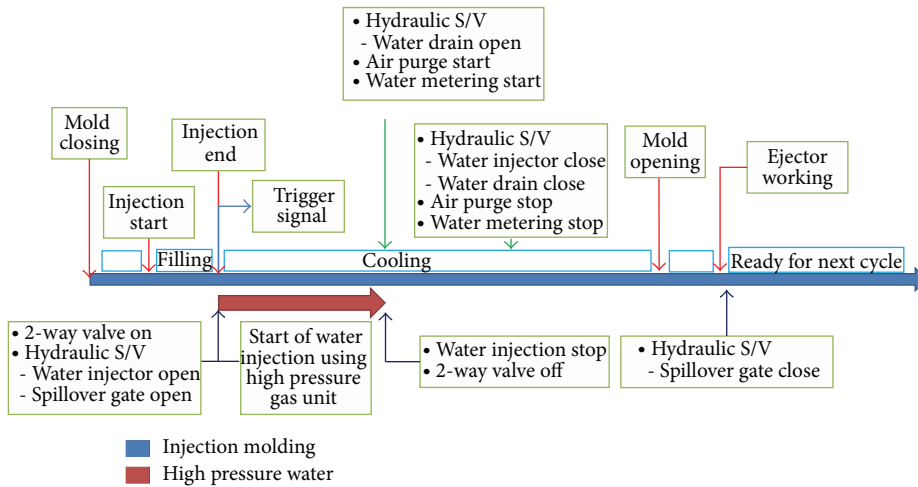 • Hydraulic S/V
- Water drain open
• Air purge start
• Water metering start
Mold
closing
Injection
end
• Hydraulic S/V
- Water injector close
- Water drain close
• Air purge stop
• Water metering stop
Mold
opening
Ejector
working
Injection
start
Trigger
signal
Filling
Cooling
Ready for next cycle
• 2-way valve on
• Hydraulic S/V
- Water injector open
- Spillover gate open
Start of water
injection using
high pressure
gas unit
• Water injection stop
• 2-way valve off
• Hydraulic S/V
- Spillover gate close
Injection molding
High pressure water